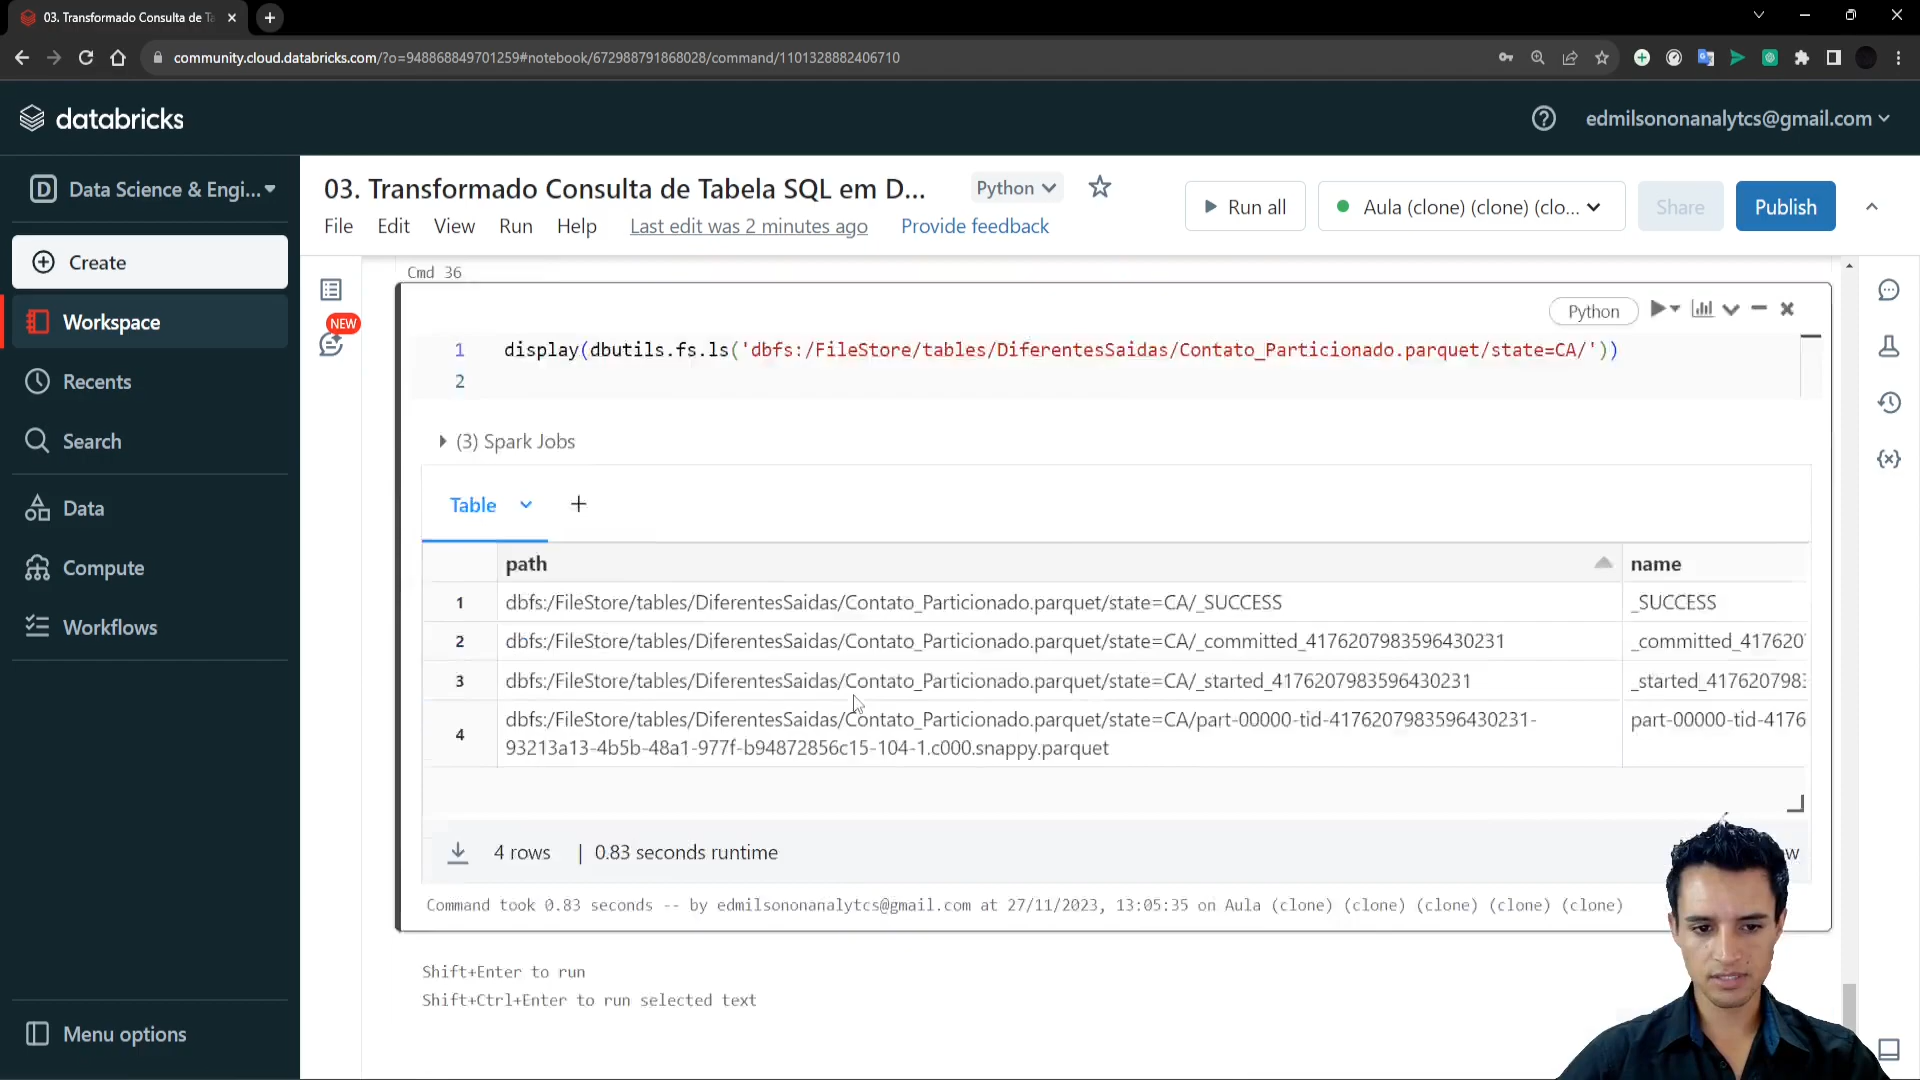 03. Transformado Consulta de Ta
community.cloud.databricks.com/?o=948868849701259#notebook/672988791868028/command/1101328882406710
databricks
edmilsononanalytcs@gmail.com
D Data Science & Engi...
03. Transformado Consulta de Tabela SQL em D...
Python
File Edit View Run Help Last edit was 2 minutes ago Provide feedback
Run all
Aula (clone) (clone) (clo...
Share
Publish
Create
Workspace
Recents
Search
Data
Compute
Workflows
Menu options
NEW
Cmd 36
Python
1 display(dbutils.fs.ls('dbfs:/FileStore/tables/DiferentesSaidas/Contato_Particionado.parquet/state=CA/'))
2
(3) Spark Jobs
Table
path name
1 dbfs:/FileStore/tables/DiferentesSaidas/Contato_Particionado.parquet/state=CA/_SUCCESS _SUCCESS
2 dbfs:/FileStore/tables/DiferentesSaidas/Contato_Particionado.parquet/state=CA/_committed_4176207983596430231 _committed_417620
3 dbfs:/FileStore/tables/DiferentesSaidas/Contato_Particionado.parquet/state=CA/_started_4176207983596430231 _started_417620798
4 dbfs:/FileStore/tables/DiferentesSaidas/Contato_Particionado.parquet/state=CA/part-00000-tid-4176207983596430231- part-00000-tid-4176
93213a13-4b5b-48a1-977f-b94872856c15-104-1.c000.snappy.parquet
4 rows | 0.83 seconds runtime
Command took 0.83 seconds -- by edmilsononanalytcs@gmail.com at 27/11/2023, 13:05:35 on Aula (clone) (clone) (clone) (clone) (clone)
Shift+Enter to run
Shift+Ctrl+Enter to run selected text